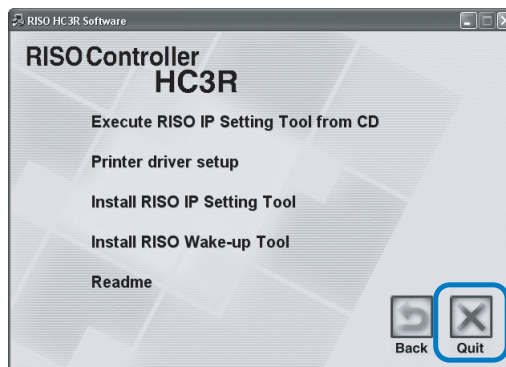 RISO HC3R Software
RISO Controller
HC3R
Execute RISO IP Setting Tool from CD
Printer driver setup
Install RISO IP Setting Tool
Install RISO Wake-up Tool
Readme
Back Quit